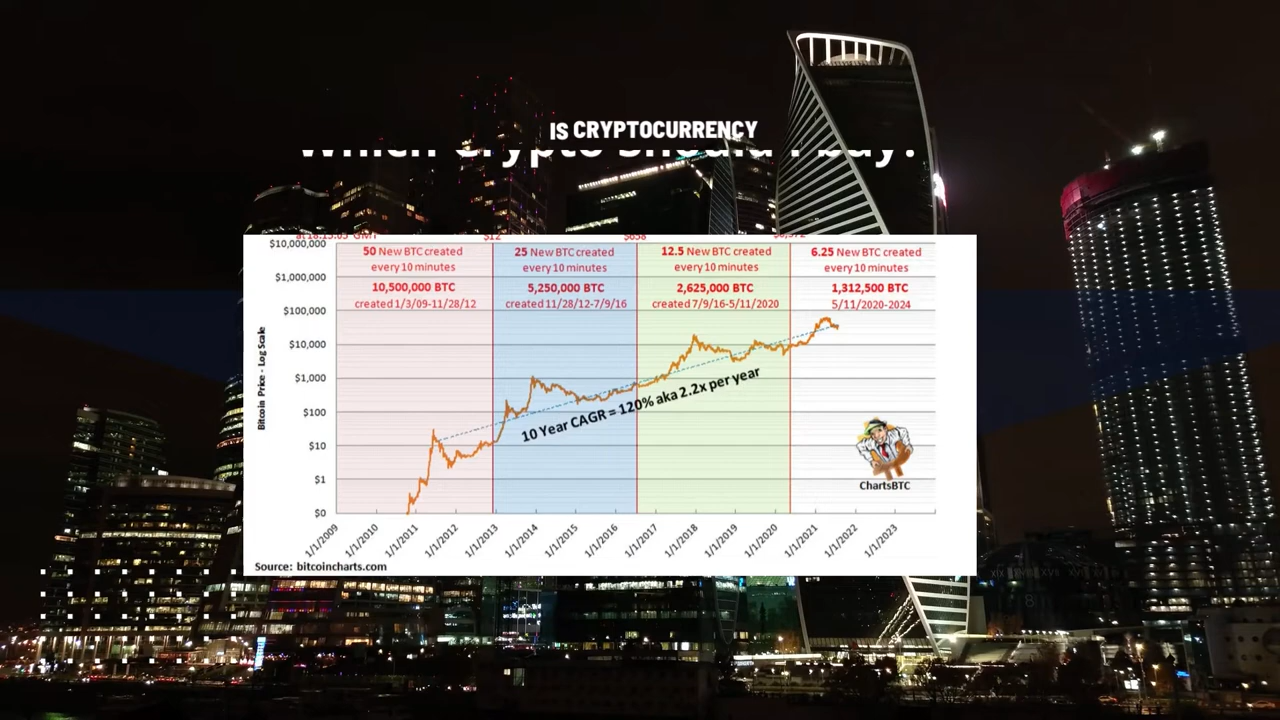 IS CRYPTOCURRENCY
Which crypto should I buy?
$12
$658
50 New BTC created
every 10 minutes
10,500,000 BTC
created 1/3/09-11/28/12
25 New BTC created
every 10 minutes
5,250,000 BTC
created 11/28/12-7/9/16
12.5 New BTC created
every 10 minutes
2,625,000 BTC
created 7/9/16-5/11/2020
6.25 New BTC created
every 10 minutes
1,312,500 BTC
5/11/2020-2024
Bitcoin Price - Log Scale
$10,000,000
$1,000,000
$100,000
$10,000
$1,000
$100
$10
$1
$0
10 Year CAGR = 120% aka 2.2x per year
ChartsBTC
1/1/2009
1/1/2010
1/1/2011
1/1/2012
1/1/2013
1/1/2014
1/1/2015
1/1/2016
1/1/2017
1/1/2018
1/1/2019
1/1/2020
1/1/2021
1/1/2022
1/1/2023
Source: bitcoincharts.com